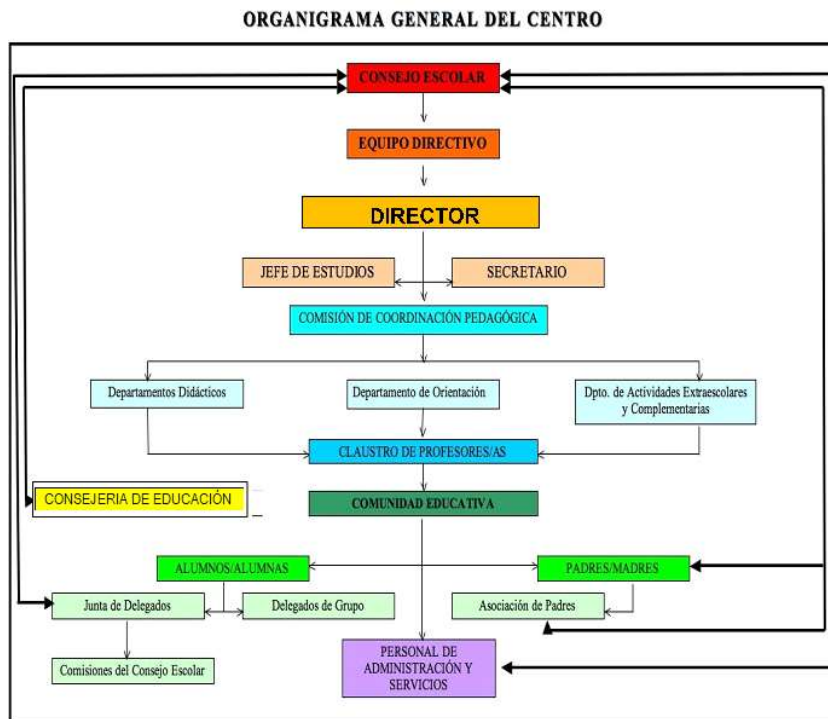 ORGANIGRAMA GENERAL DEL CENTRO
CONSEJO ESCOLAR
EQUIPO DIRECTIVO
DIRECTOR
JEFE DE ESTUDIOS
SECRETARIO
COMISIÓN DE COORDINACIÓN PEDAGÓGICA
Departamentos Didácticos
Departamento de Orientación
Dpto. de Actividades Extraescolares
y Complementarias
CLAUSTRO DE PROFESORES/AS
CONSEJERIA DE EDUCACIÓN
COMUNIDAD EDUCATIVA
ALUMNOS/ALUMNAS
PADRES/MADRES
Junta de Delegados
Delegados de Grupo
Asociación de Padres
Comisiones del Consejo Escolar
PERSONAL DE
ADMINISTRACIÓN Y
SERVICIOS